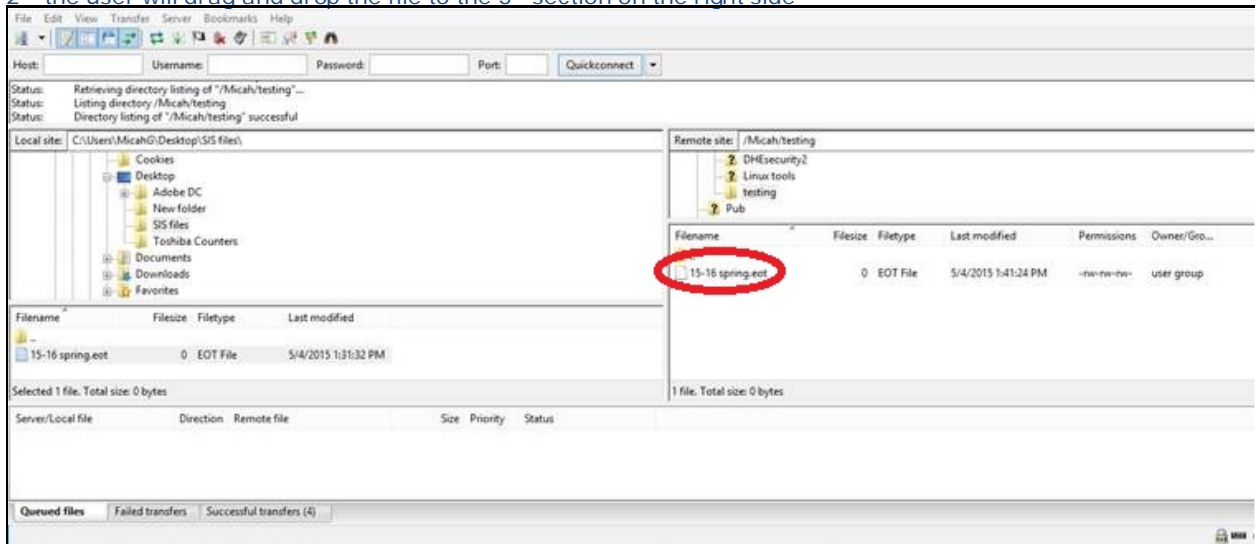 2 the user will drag and drop the file to the 3 section on the right side
File Edit View Transfer Server Bookmarks Help
Host: Username: Password: Port: Quickconnect
Status: Retrieving directory listing of "/Micah/testing"...
Status: Listing directory /Micah/testing
Status: Directory listing of "/Micah/testing" successful
Local site: C:\Users\MicahG\Desktop\SIS files\
Cookies
Desktop
Adobe DC
New folder
SIS files
Toshiba Counters
Documents
Downloads
Favorites
Filename Filesize Filetype Last modified
..
15-16 spring.eot 0 EOT File 5/4/2015 1:31:32 PM
Selected 1 file. Total size: 0 bytes
Remote site: /Micah/testing
DHEsecurity2
Linux tools
testing
Pub
Filename Filesize Filetype Last modified Permissions Owner/Gro...
..
15-16 spring.eot 0 EOT File 5/4/2015 1:41:24 PM -rw-rw-rw- user group
1 file. Total size: 0 bytes
Server/Local file Direction Remote file Size Priority Status
Queued files Failed transfers Successful transfers (4)